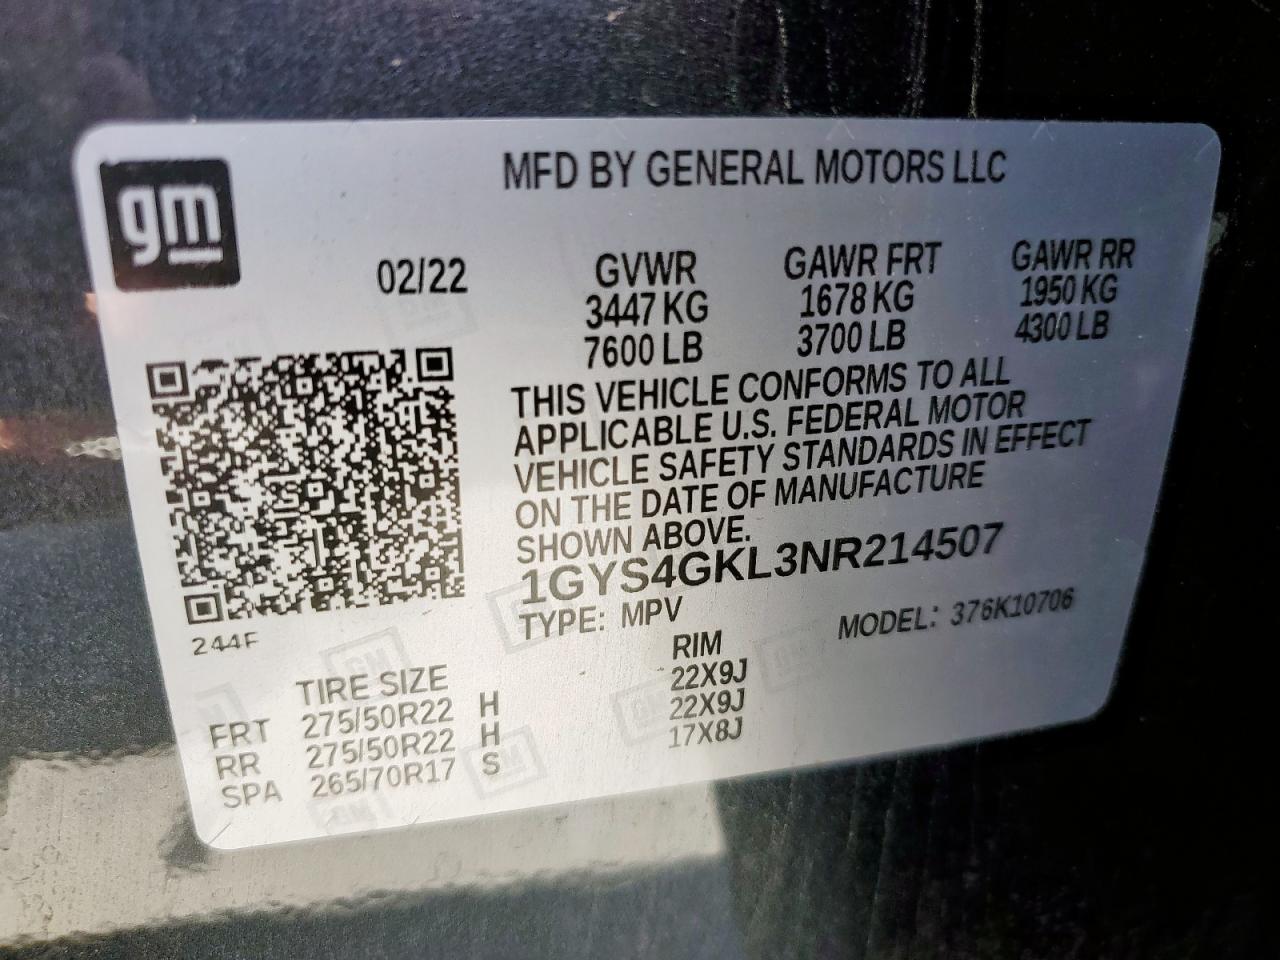 gm
MFD BY GENERAL MOTORS LLC
02/22
GVWR
3447 KG
7600 LB
GAWR FRT
1678 KG
3700 LB
GAWR RR
1950 KG
4300 LB
THIS VEHICLE CONFORMS TO ALL
APPLICABLE U.S. FEDERAL MOTOR
VEHICLE SAFETY STANDARDS IN EFFECT
ON THE DATE OF MANUFACTURE
SHOWN ABOVE.
1GYS4GKL3NR214507
TYPE: MPV
MODEL: 376K10706
244F
TIRE SIZE RIM
FRT 275/50R22 H 22X9J
RR 275/50R22 H 22X9J
SPA 265/70R17 S 17X8J